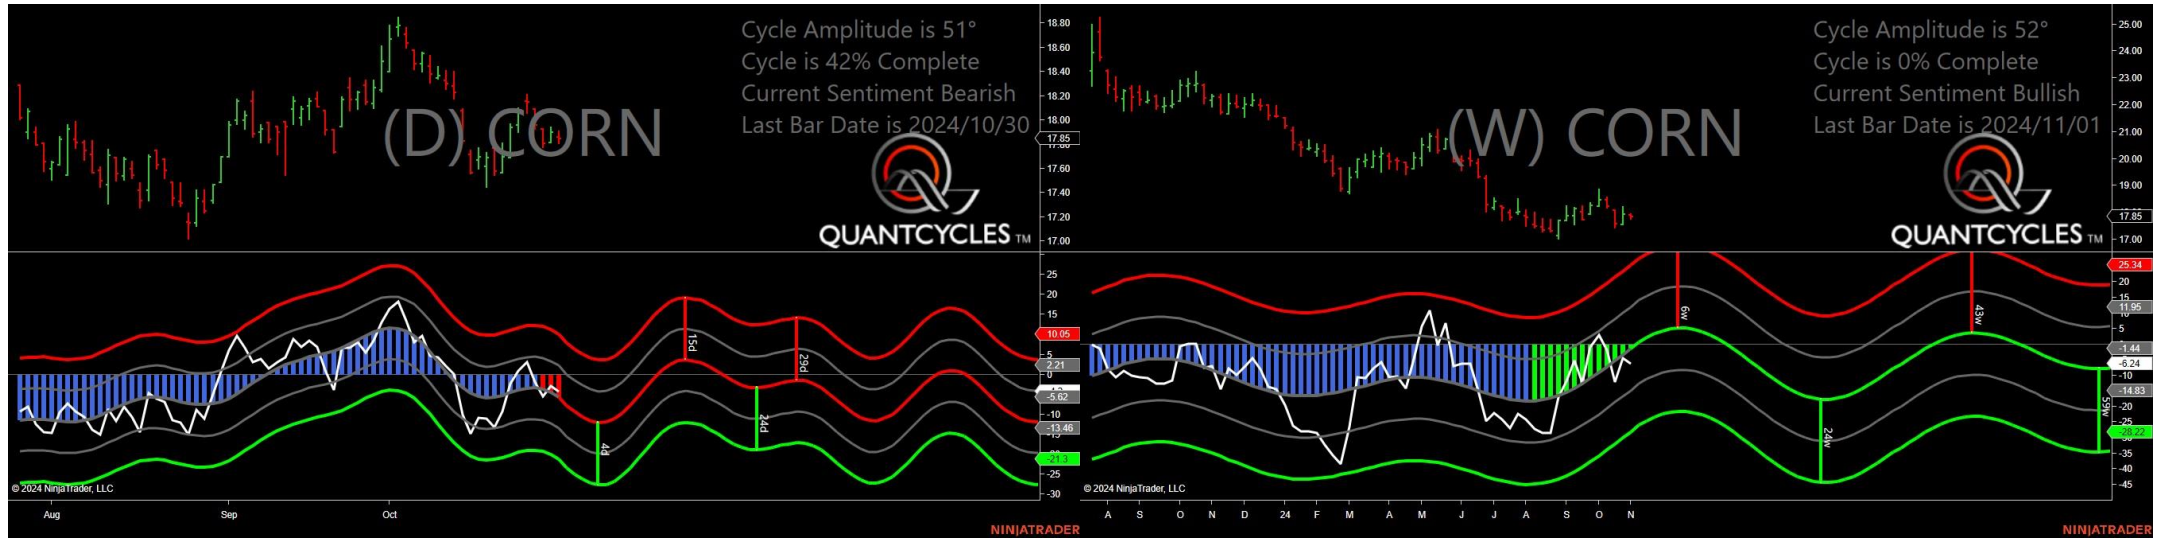 Cycle Amplitude is 51°
Cycle is 42% Complete
Current Sentiment Bearish
Last Bar Date is 2024/10/30
(D) CORN
QUANTCYCLES TM
18.80
18.60
18.40
18.20
18.00
17.85
17.60
17.40
17.20
17.00
25
20
15
10.05
5
2.21
0
-5.62
-10
-13.46
-21.3
-25
-30
15d
29d
24d
4d
© 2024 NinjaTrader, LLC
Aug Sep Oct
NINJATRADER
Cycle Amplitude is 52°
Cycle is 0% Complete
Current Sentiment Bullish
Last Bar Date is 2024/11/01
(W) CORN
QUANTCYCLES TM
25.00
24.00
23.00
22.00
21.00
20.00
19.00
17.85
17.00
25.34
20
15
11.95
5
-1.44
-6.24
-10
-14.83
-20
-25
-28.22
-35
-40
-45
6w
43w
24w
59w
© 2024 NinjaTrader, LLC
A S O N D 24 F M A M J J A S O N
NINJATRADER